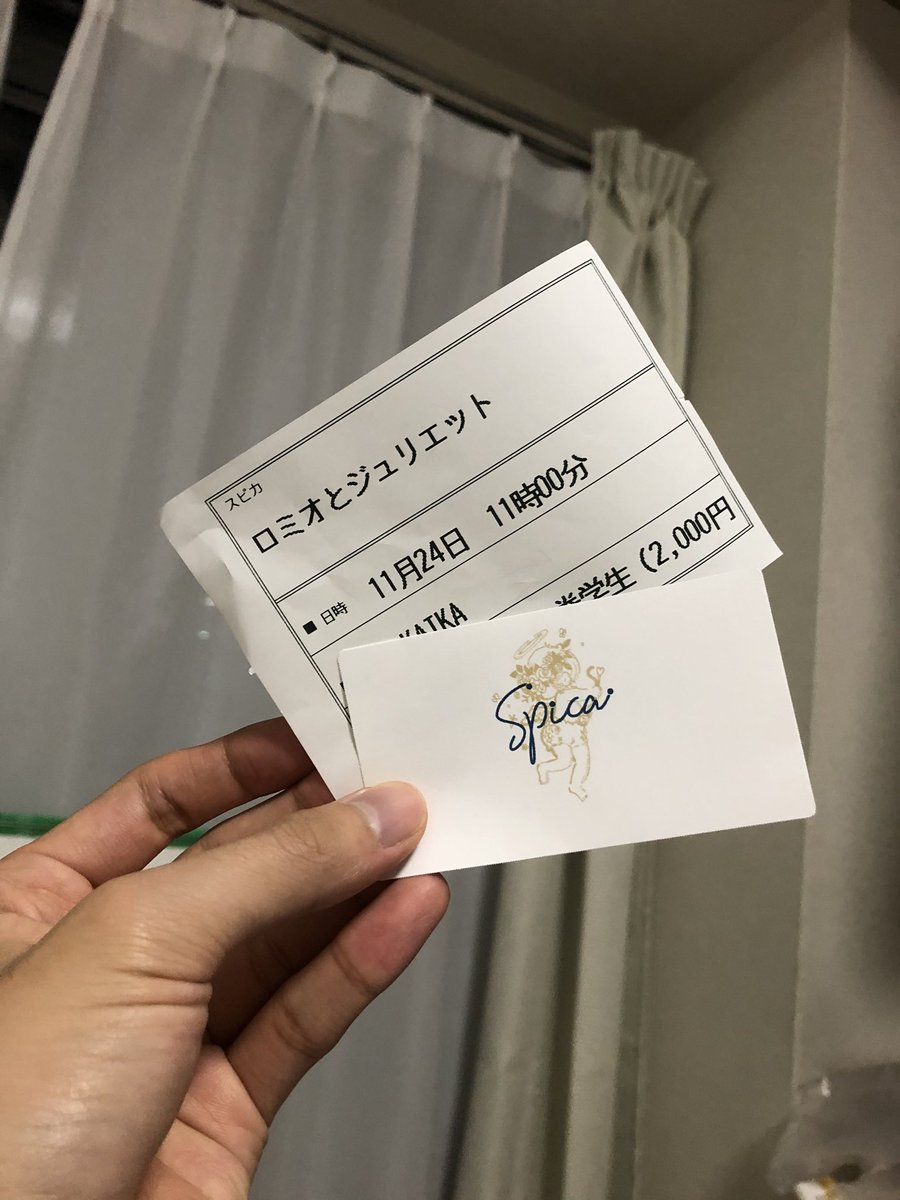 スピカ
ロミオとジュリエット
■ 日時 11月24日 11時00分
学生 (2,000円
Spica